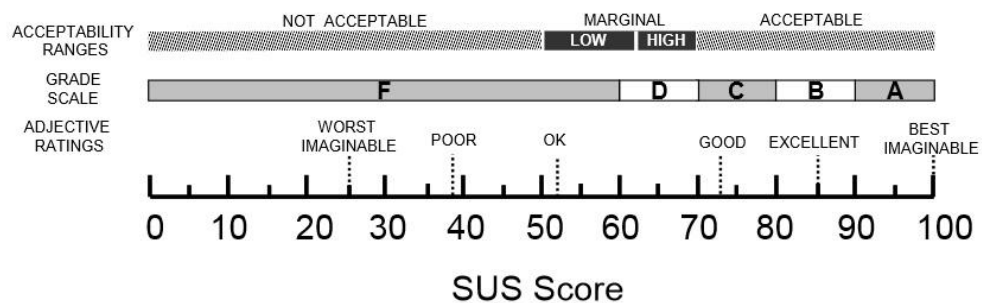 NOT ACCEPTABLE MARGINAL ACCEPTABLE
ACCEPTABILITY
RANGES
LOW HIGH
GRADE
SCALE
F D C B A
ADJECTIVE
RATINGS
WORST
IMAGINABLE
POOR
OK
GOOD
EXCELLENT
BEST
IMAGINABLE
0 10 20 30 40 50 60 70 80 90 100
SUS Score